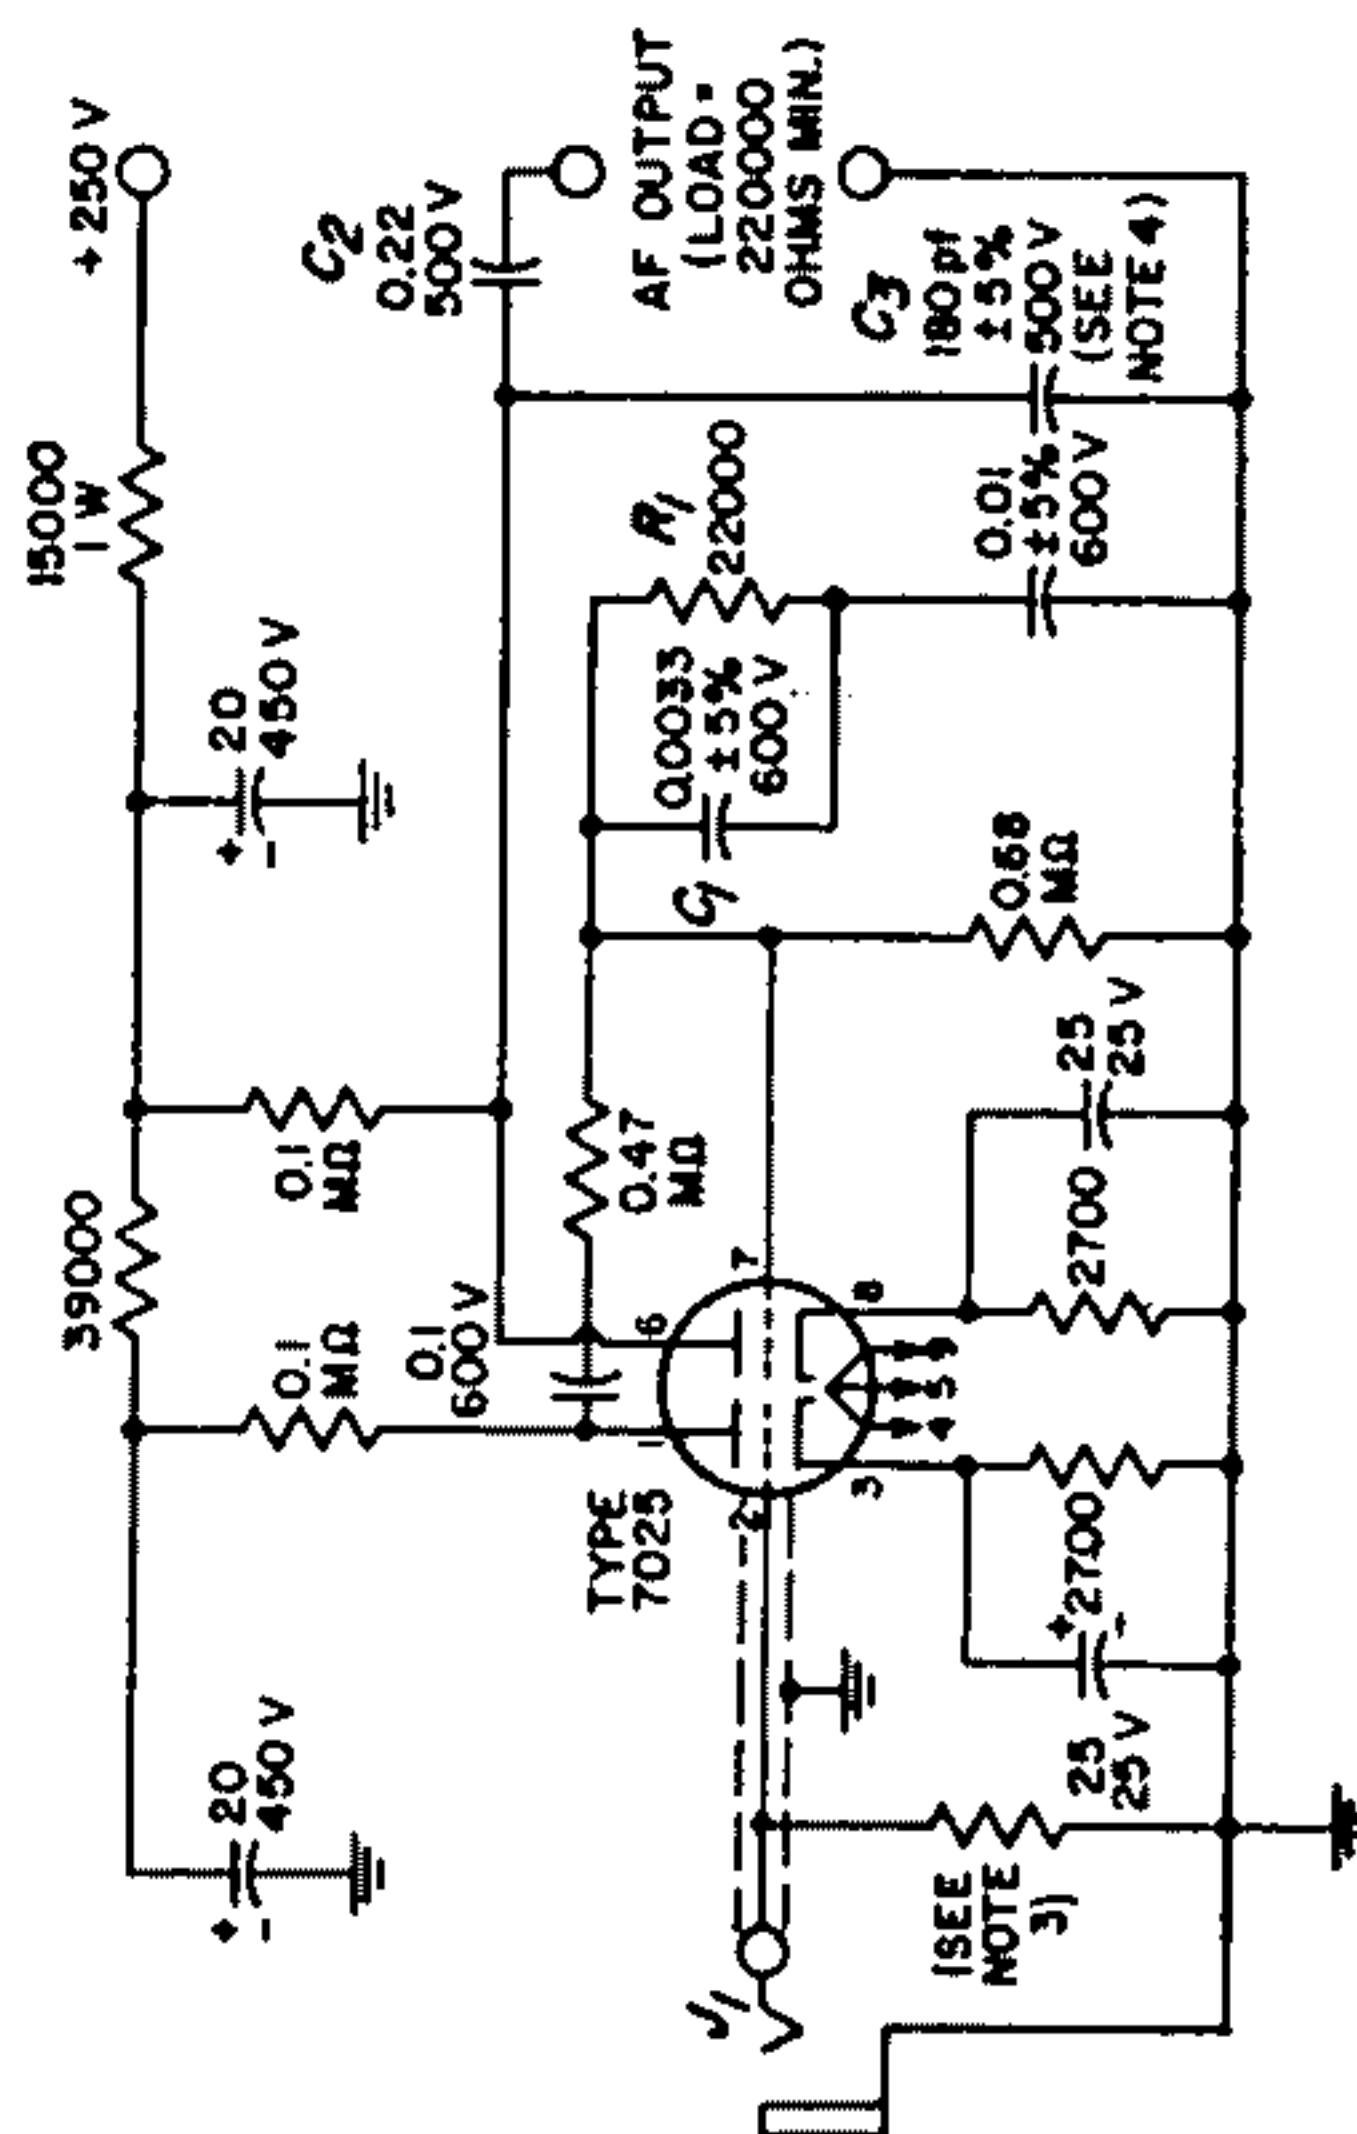 +250 V
15000
1 W
20
450 V
+
-
39000
0.1
MΩ
0.1
MΩ
20
450 V
+
-
C2
0.22
500 V
AF OUTPUT
(LOAD =
220000
OHMS MIN.)
C3
180 pf
±5%
500 V
(SEE
NOTE 4)
R1
22000
0.01
±5%
600 V
0.0033
±5%
600 V
C1
0.68
MΩ
0.47
MΩ
0.1
600 V
TYPE
7025
1
6
2
7
3
8
4
5
9
25
25 V
2700
2700
+
-
25
25 V
J1
(SEE
NOTE
3)